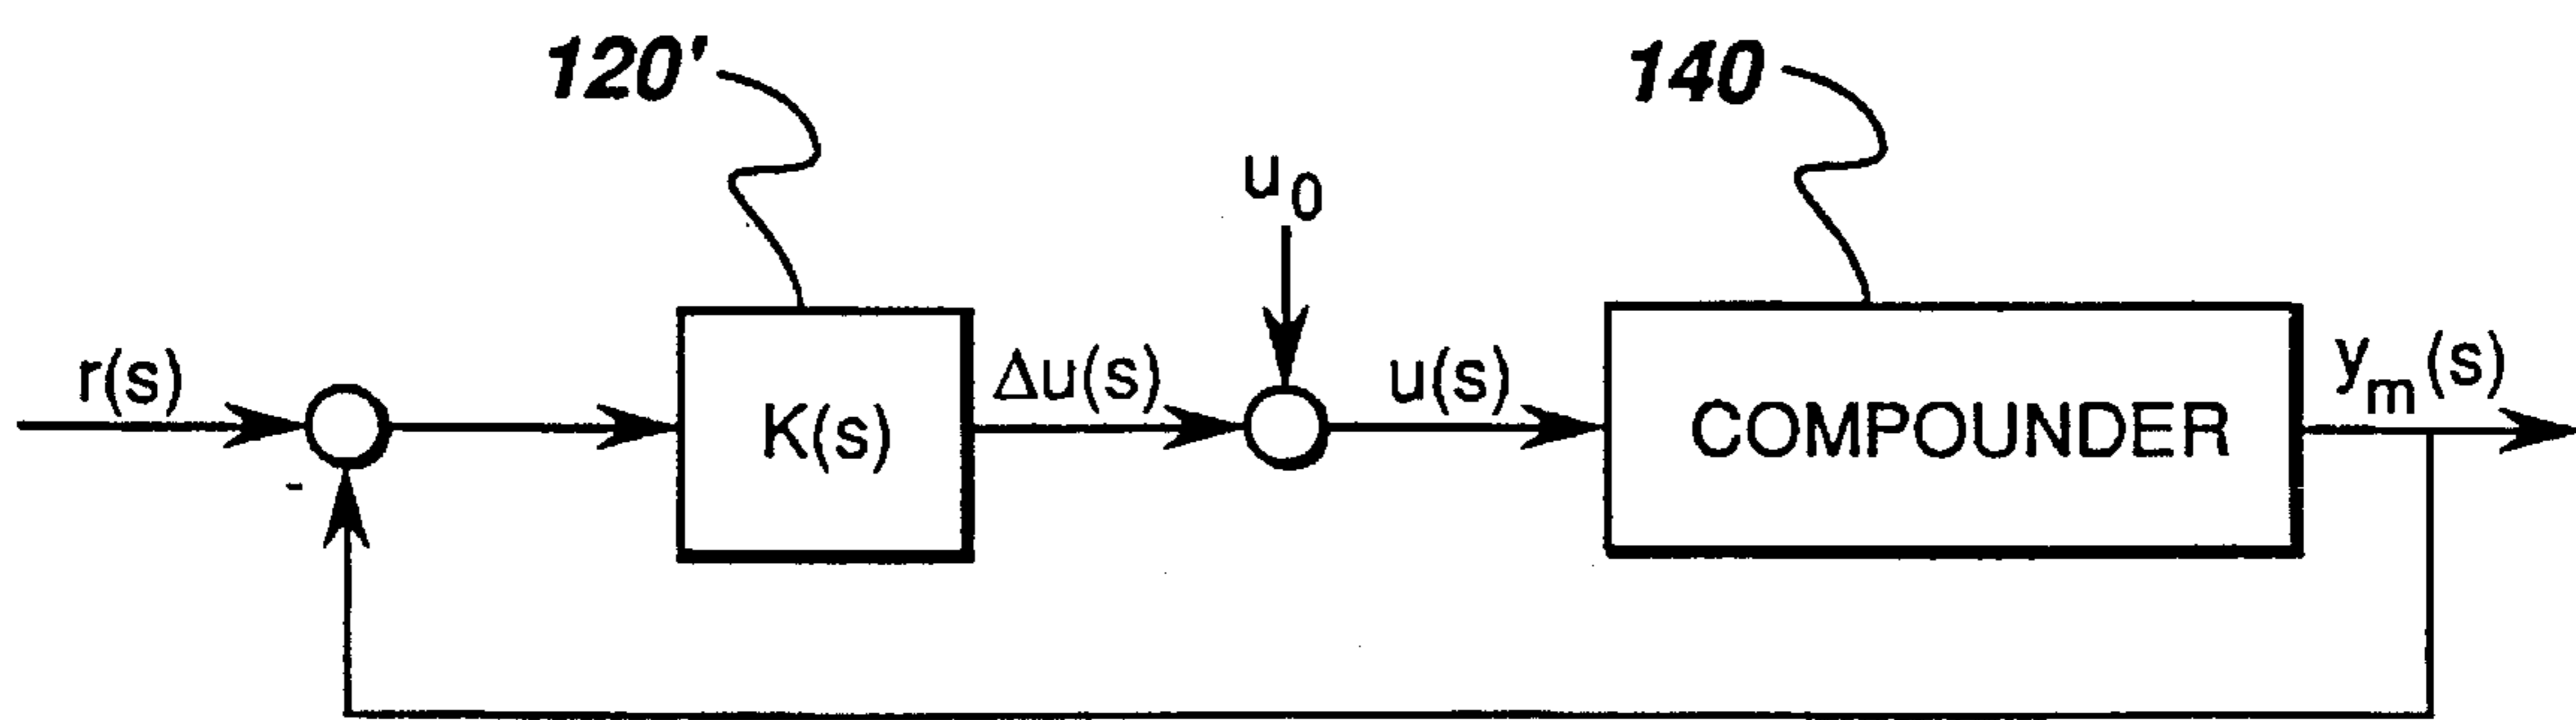 120'
140
u0
r(s)
K(s)
Δu(s)
u(s)
COMPOUNDER
ym(s)
-